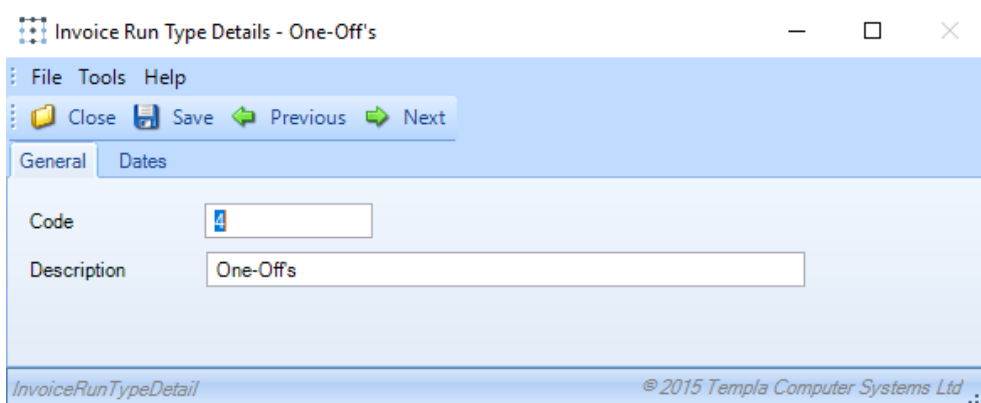 Invoice Run Type Details - One-Off's
File Tools Help
Close Save Previous Next
General Dates
Code 4
Description One-Off's
InvoiceRunTypeDetail © 2015 Templa Computer Systems Ltd